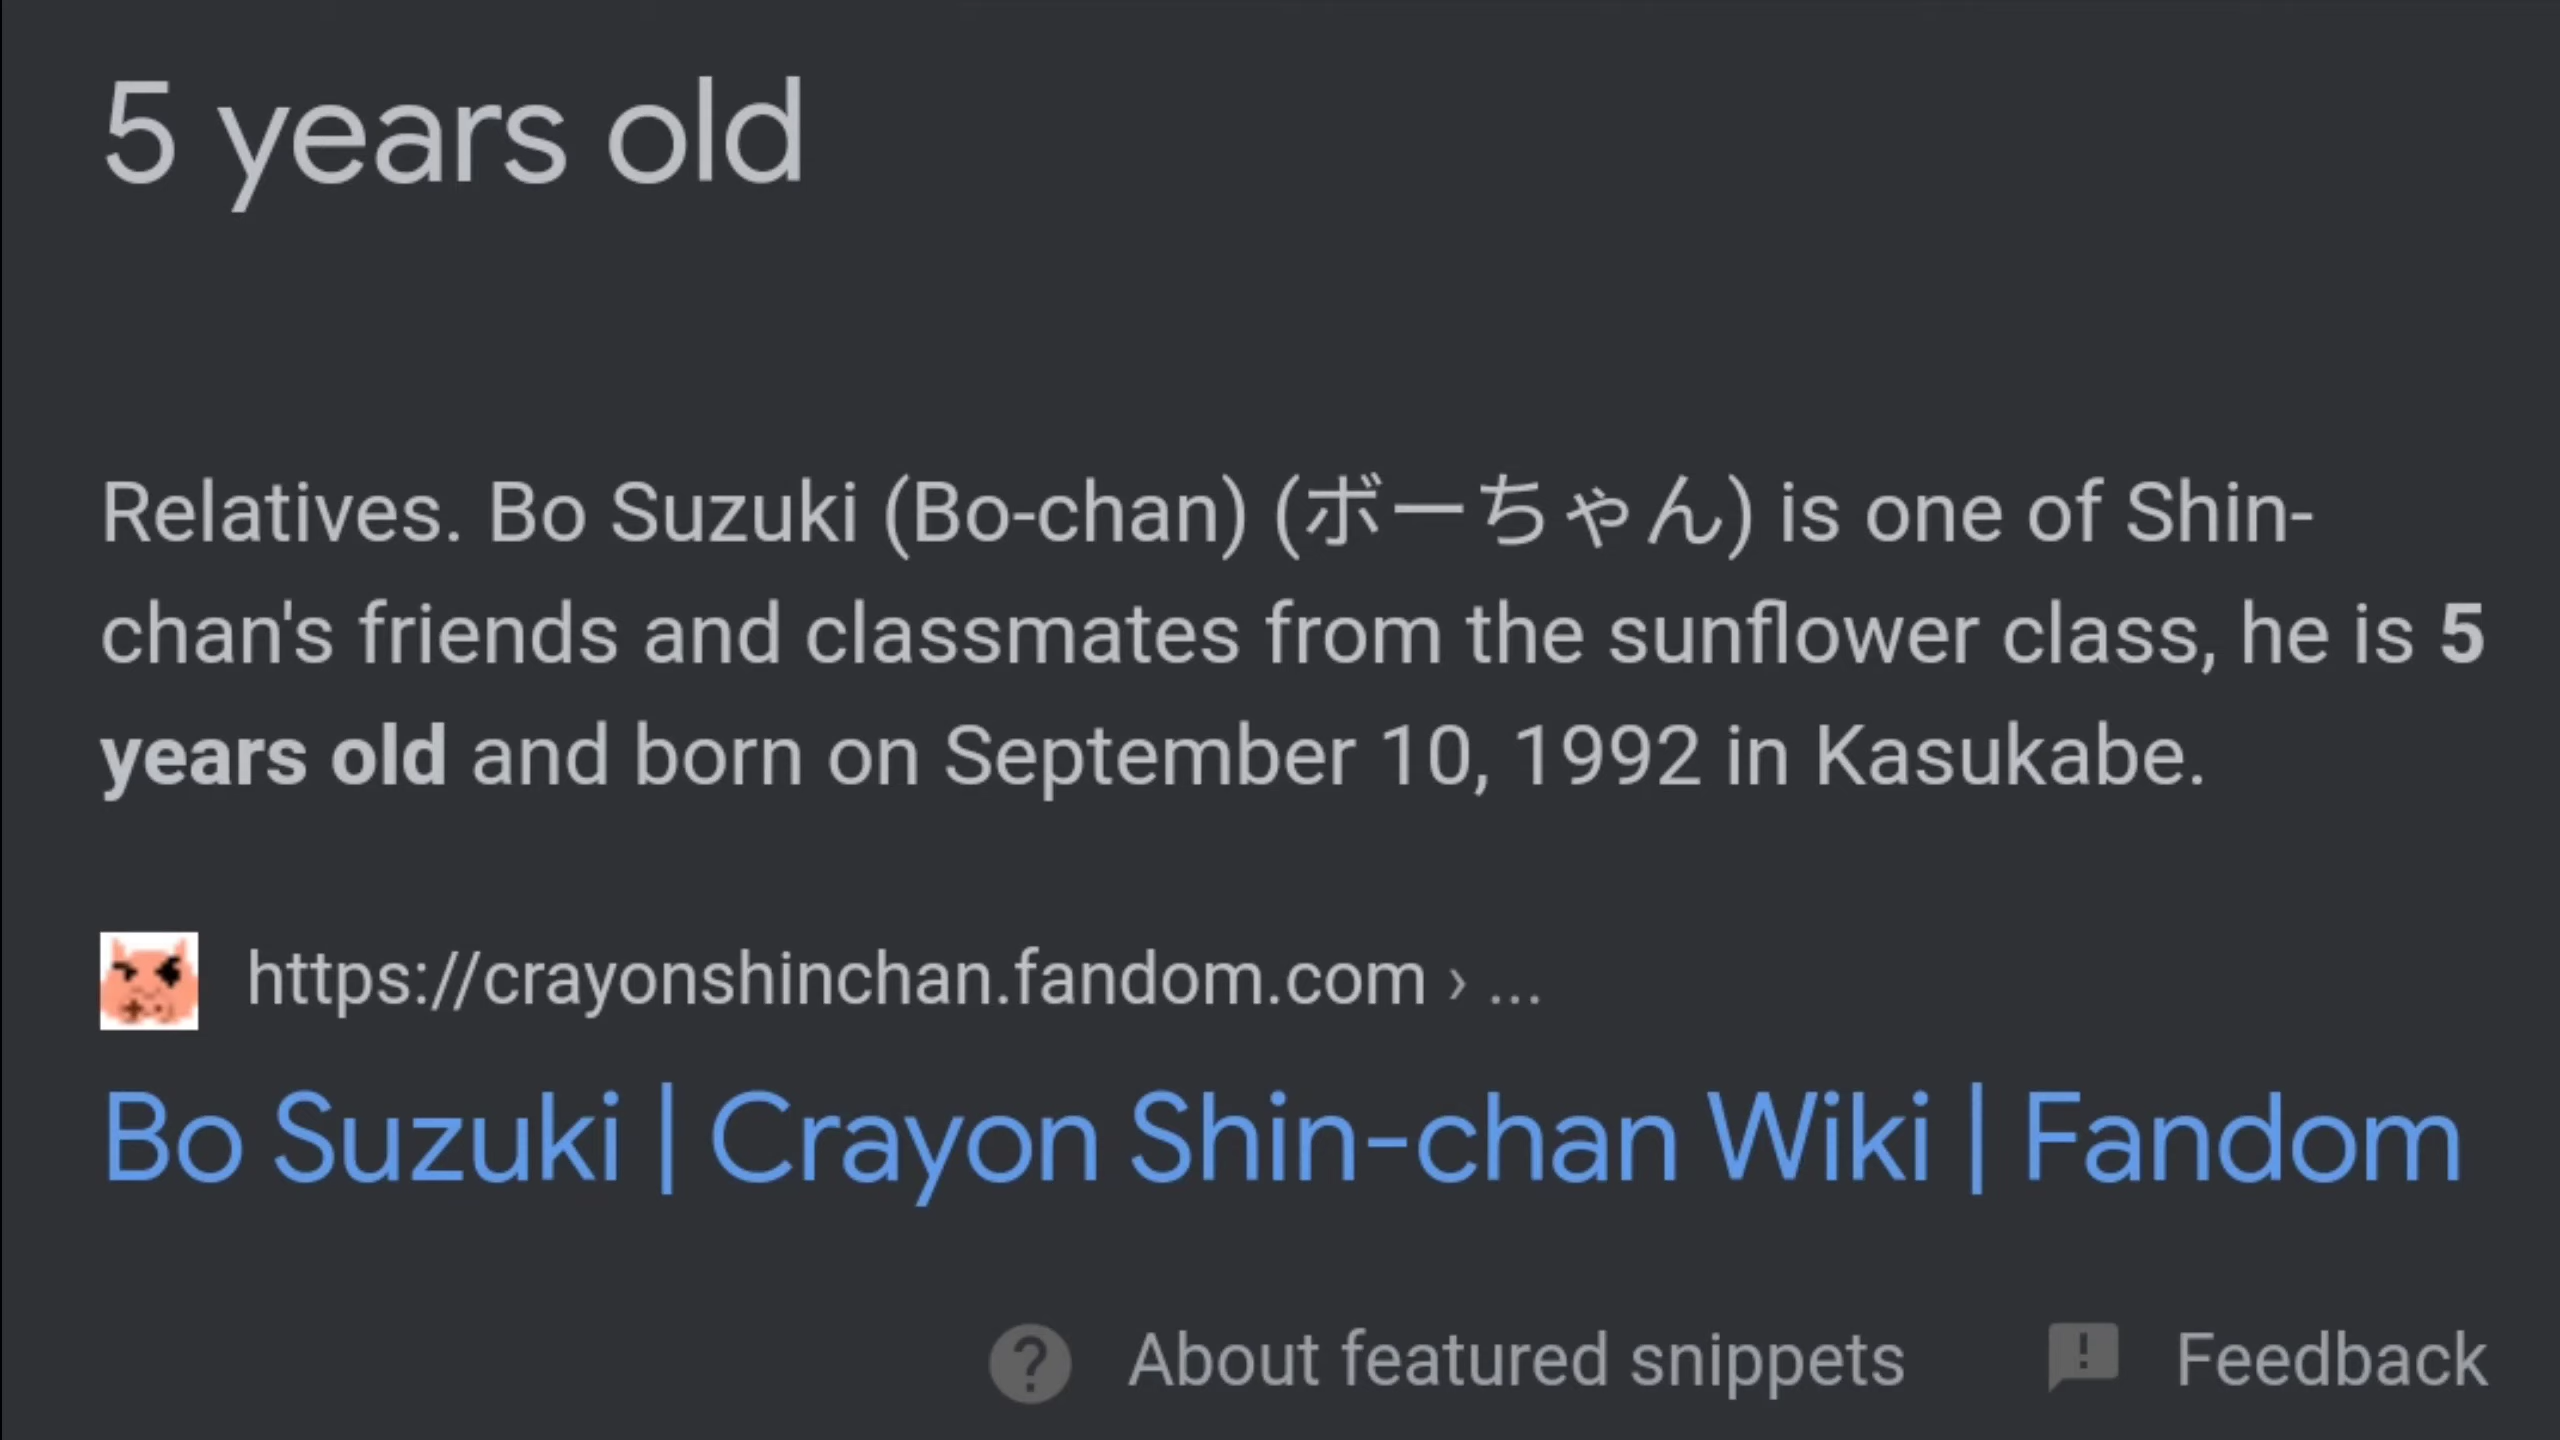 5 years old
Relatives. Bo Suzuki (Bo-chan) (ボーちゃん) is one of Shin-
chan's friends and classmates from the sunflower class, he is 5
years old and born on September 10, 1992 in Kasukabe.
https://crayonshinchan.fandom.com › ...
Bo Suzuki | Crayon Shin-chan Wiki | Fandom
About featured snippets Feedback